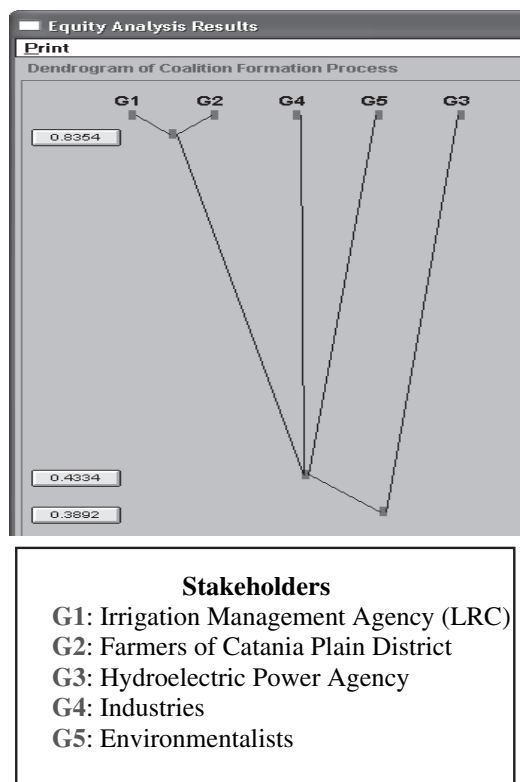 Equity Analysis Results
Print
Dendrogram of Coalition Formation Process
G1 G2 G4 G5 G3
0.8354
0.4334
0.3892
Stakeholders
G1: Irrigation Management Agency (LRC)
G2: Farmers of Catania Plain District
G3: Hydroelectric Power Agency
G4: Industries
G5: Environmentalists